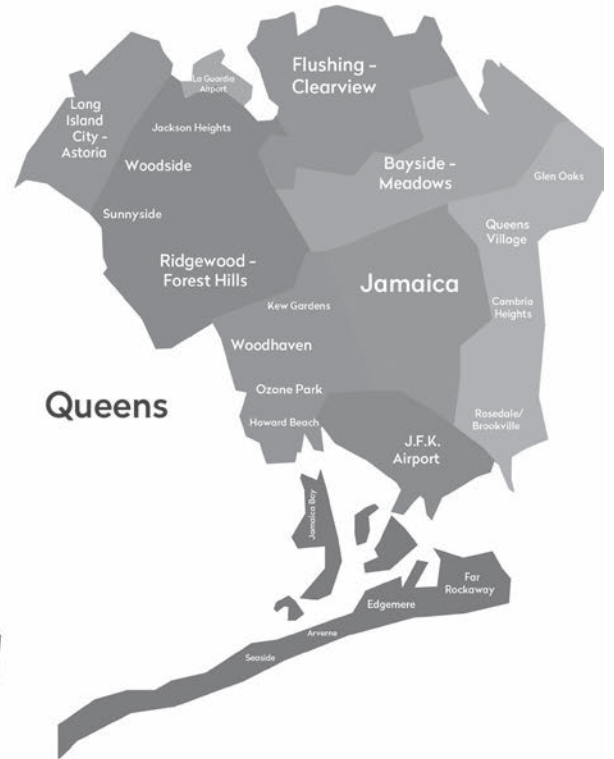 Flushing -
Clearview
La Guardia
Airport
Long
Island
City -
Astoria
Jackson Heights
Woodside
Bayside -
Meadows
Glen Oaks
Sunnyside
Queens
Village
Ridgewood -
Forest Hills
Jamaica
Kew Gardens
Cambria
Heights
Woodhaven
Ozone Park
Queens
Howard Beach
Rosedale/
Brookville
J.F.K.
Airport
Jamaica Bay
Far
Rockaway
Edgemere
Arverne
Seaside